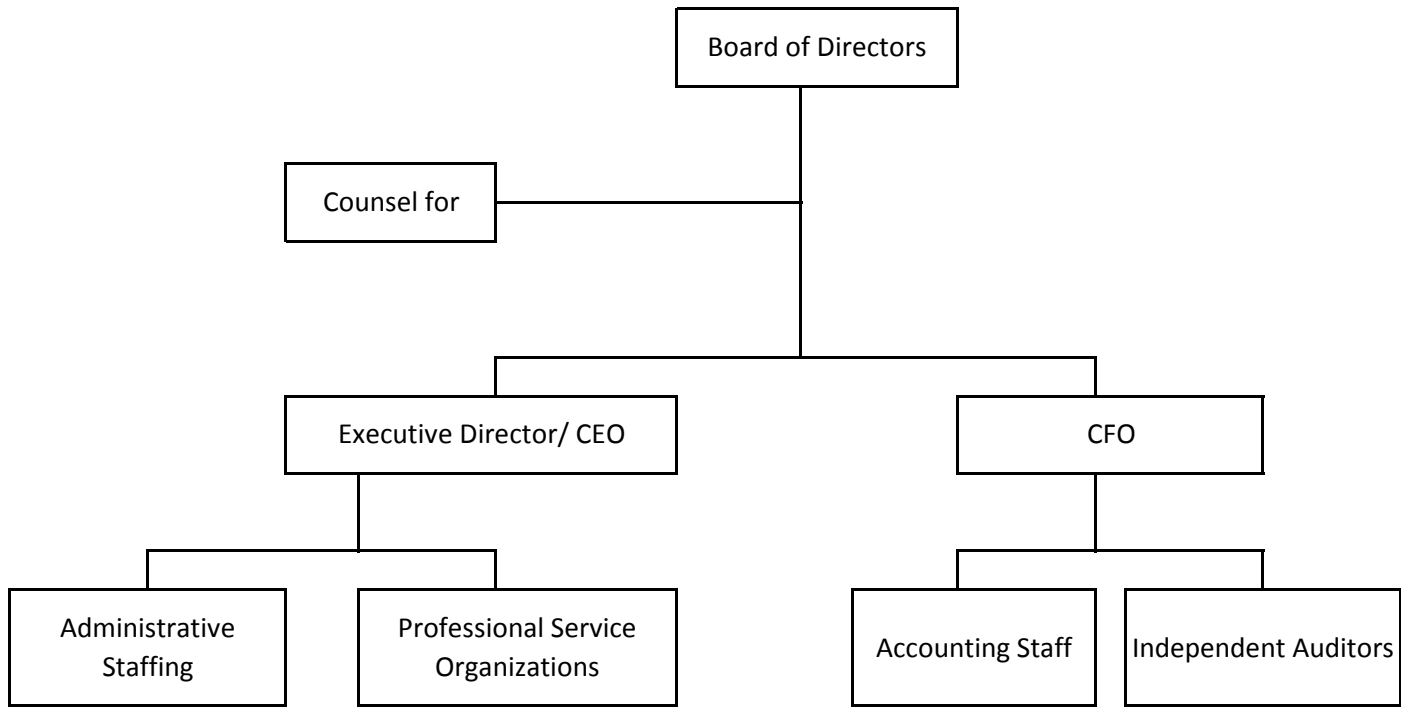 Board of Directors
Counsel for
Executive Director/ CEO
CFO
Administrative
Staffing
Professional Service
Organizations
Accounting Staff
Independent Auditors